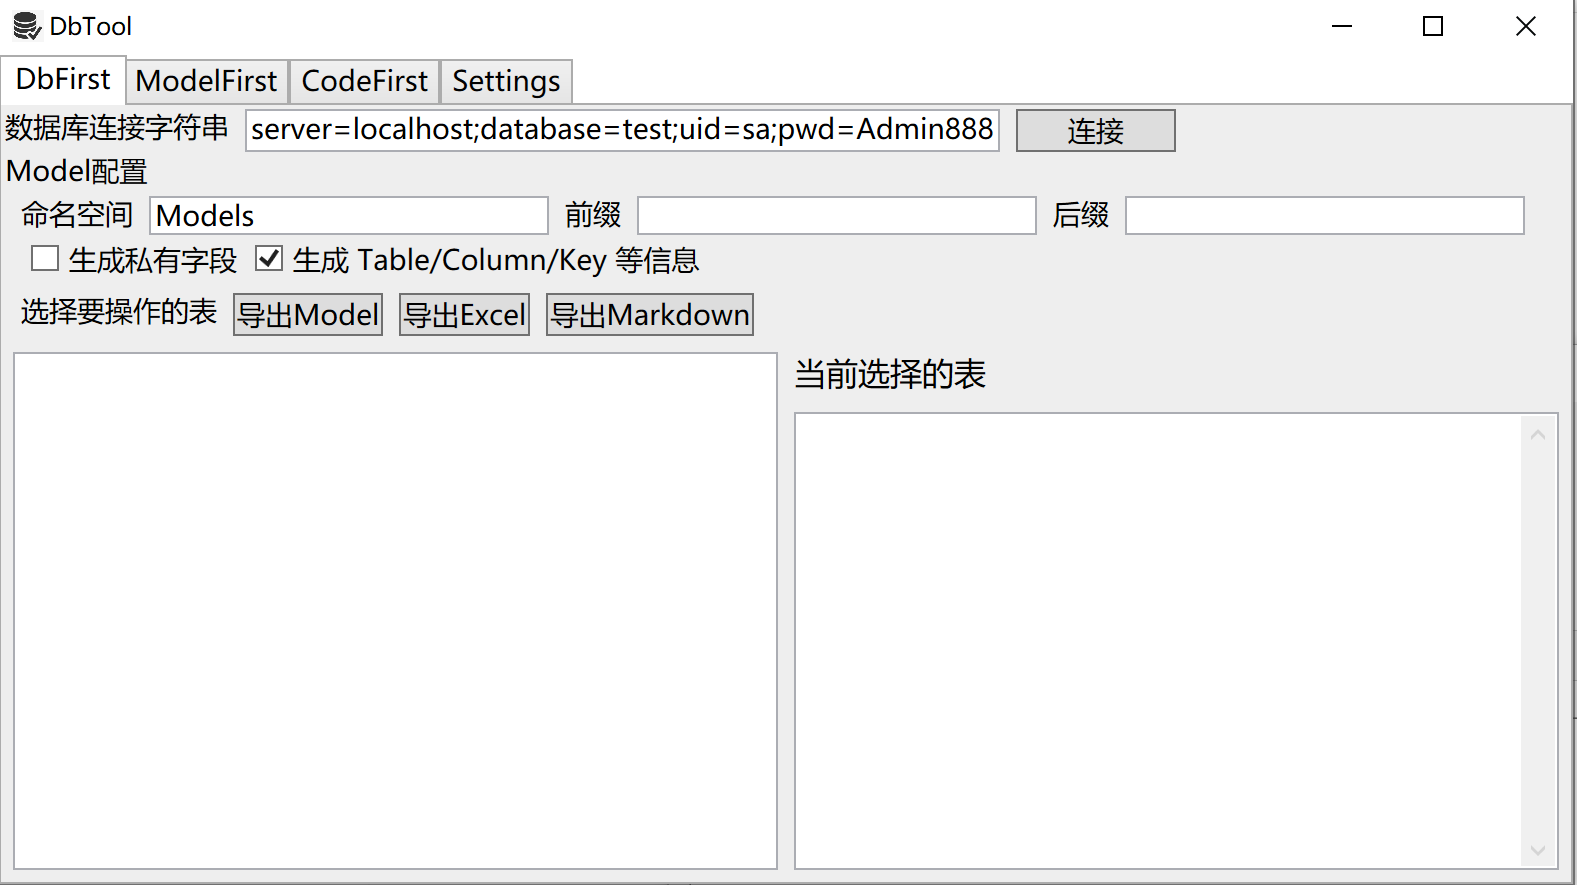 DbTool
DbFirst ModelFirst CodeFirst Settings
数据库连接字符串 server=localhost;database=test;uid=sa;pwd=Admin888 连接
Model配置
命名空间 Models 前缀 后缀
生成私有字段 生成 Table/Column/Key 等信息
选择要操作的表 导出Model 导出Excel 导出Markdown
当前选择的表